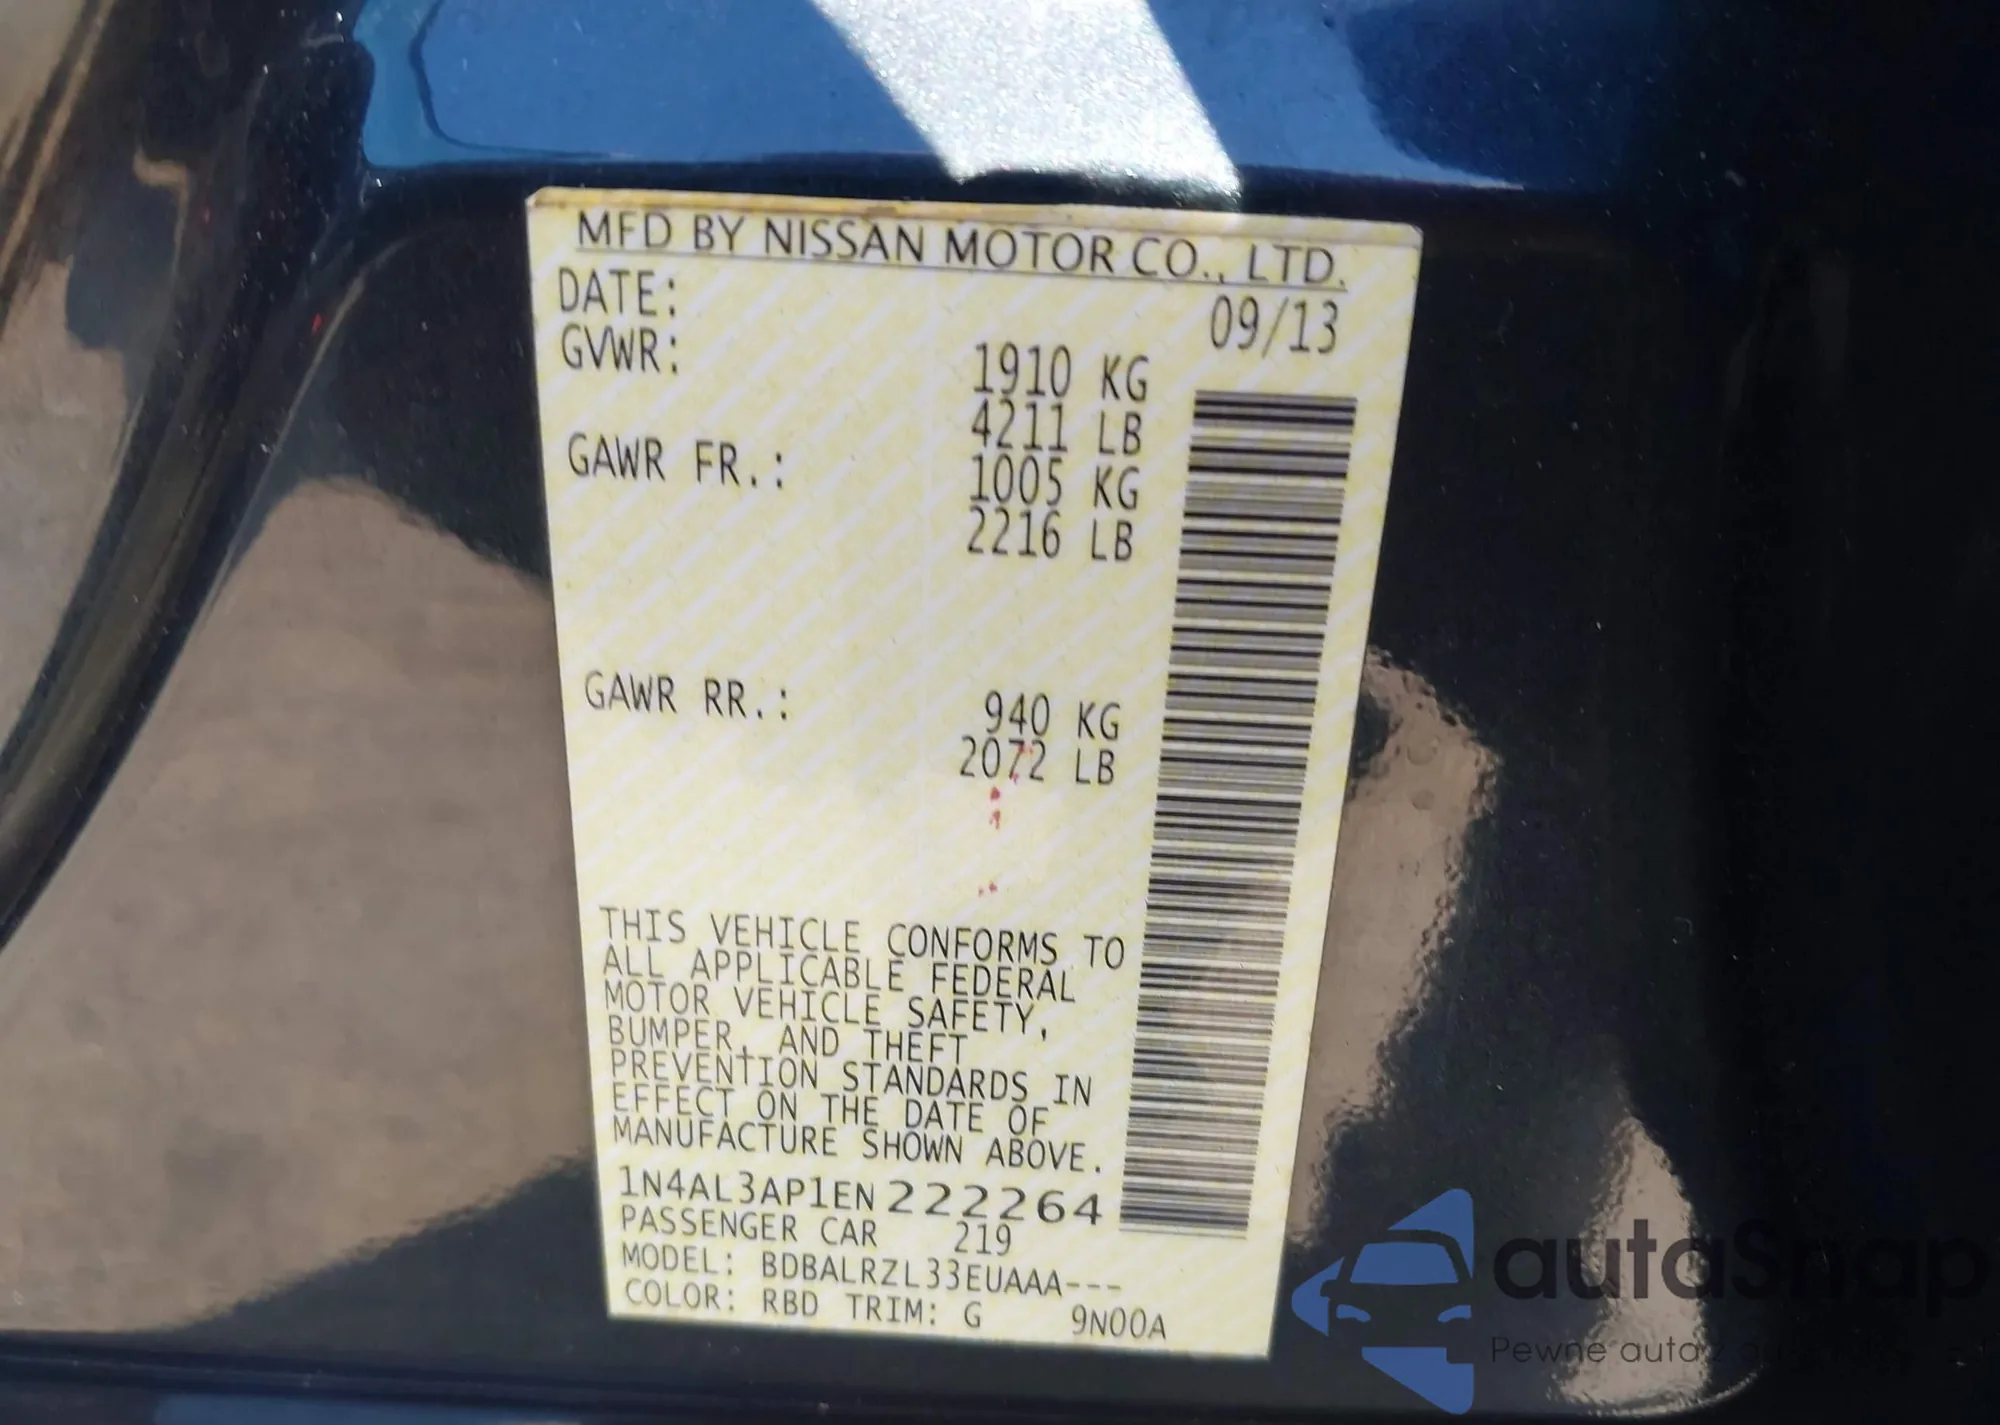 MFD BY NISSAN MOTOR CO., LTD.
DATE: 09/13
GVWR: 1910 KG
4211 LB
GAWR FR.: 1005 KG
2216 LB
GAWR RR.: 940 KG
2072 LB
THIS VEHICLE CONFORMS TO
ALL APPLICABLE FEDERAL
MOTOR VEHICLE SAFETY,
BUMPER, AND THEFT
PREVENTION STANDARDS IN
EFFECT ON THE DATE OF
MANUFACTURE SHOWN ABOVE.
1N4AL3AP1EN222264
PASSENGER CAR 219
MODEL: BDBALRZL33EUAAA---
COLOR: RBD TRIM: G 9N00A
autaSnap
Pewne auta z